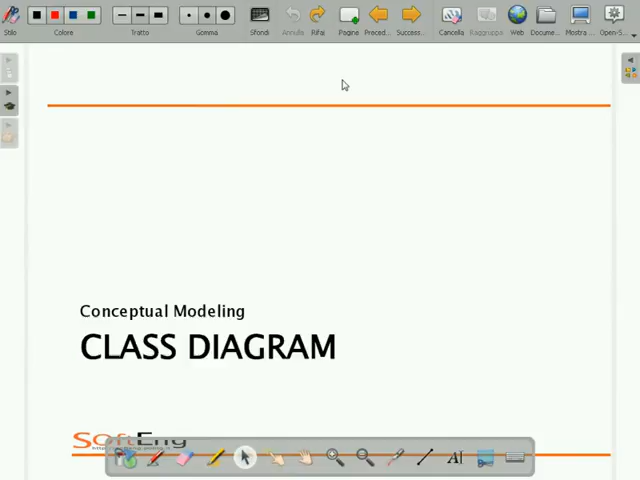 Stilo Colore Tratto Gomma Sfondi Annulla Rifai Pagine Preced... Success... Cancella Raggruppa Web Docume... Mostra ... Open-S...
Conceptual Modeling
CLASS DIAGRAM
SoftEng
AI